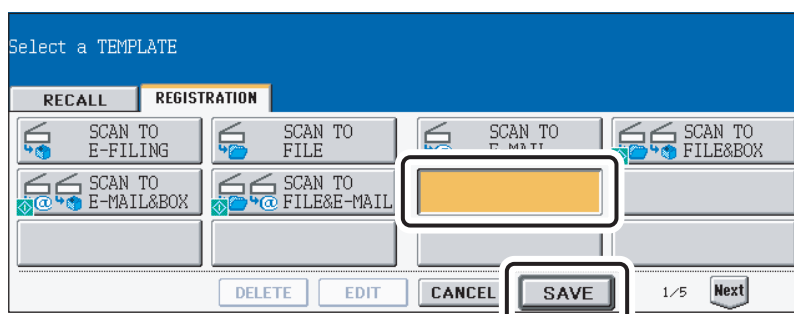 Select a TEMPLATE
RECALL REGISTRATION
SCAN TO
E-FILING
SCAN TO
FILE
SCAN TO
E-MAIL
SCAN TO
FILE&BOX
SCAN TO
E-MAIL&BOX
SCAN TO
FILE&E-MAIL
DELETE EDIT CANCEL SAVE 1/5 Next